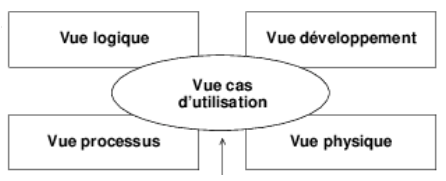 Vue logique
Vue développement
Vue cas
d'utilisation
Vue processus
Vue physique